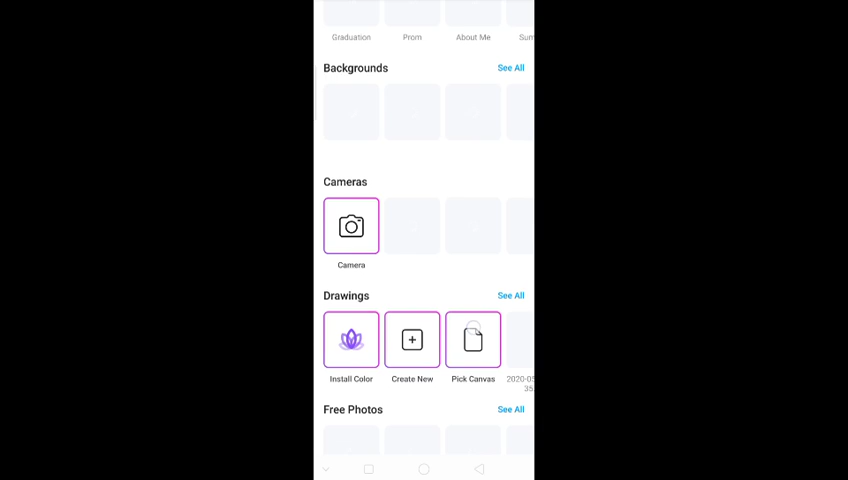 Graduation Prom About Me
Backgrounds See All
Cameras
Camera
Drawings See All
Install Color Create New Pick Canvas
Free Photos See All